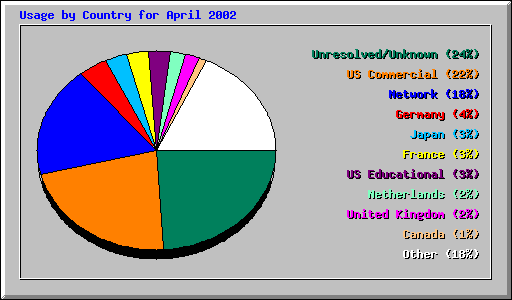 Usage by Country for April 2002
Unresolved/Unknown (24%)
US Commercial (22%)
Network (18%)
Germany (4%)
Japan (3%)
France (3%)
US Educational (3%)
Netherlands (2%)
United Kingdom (2%)
Canada (1%)
Other (18%)